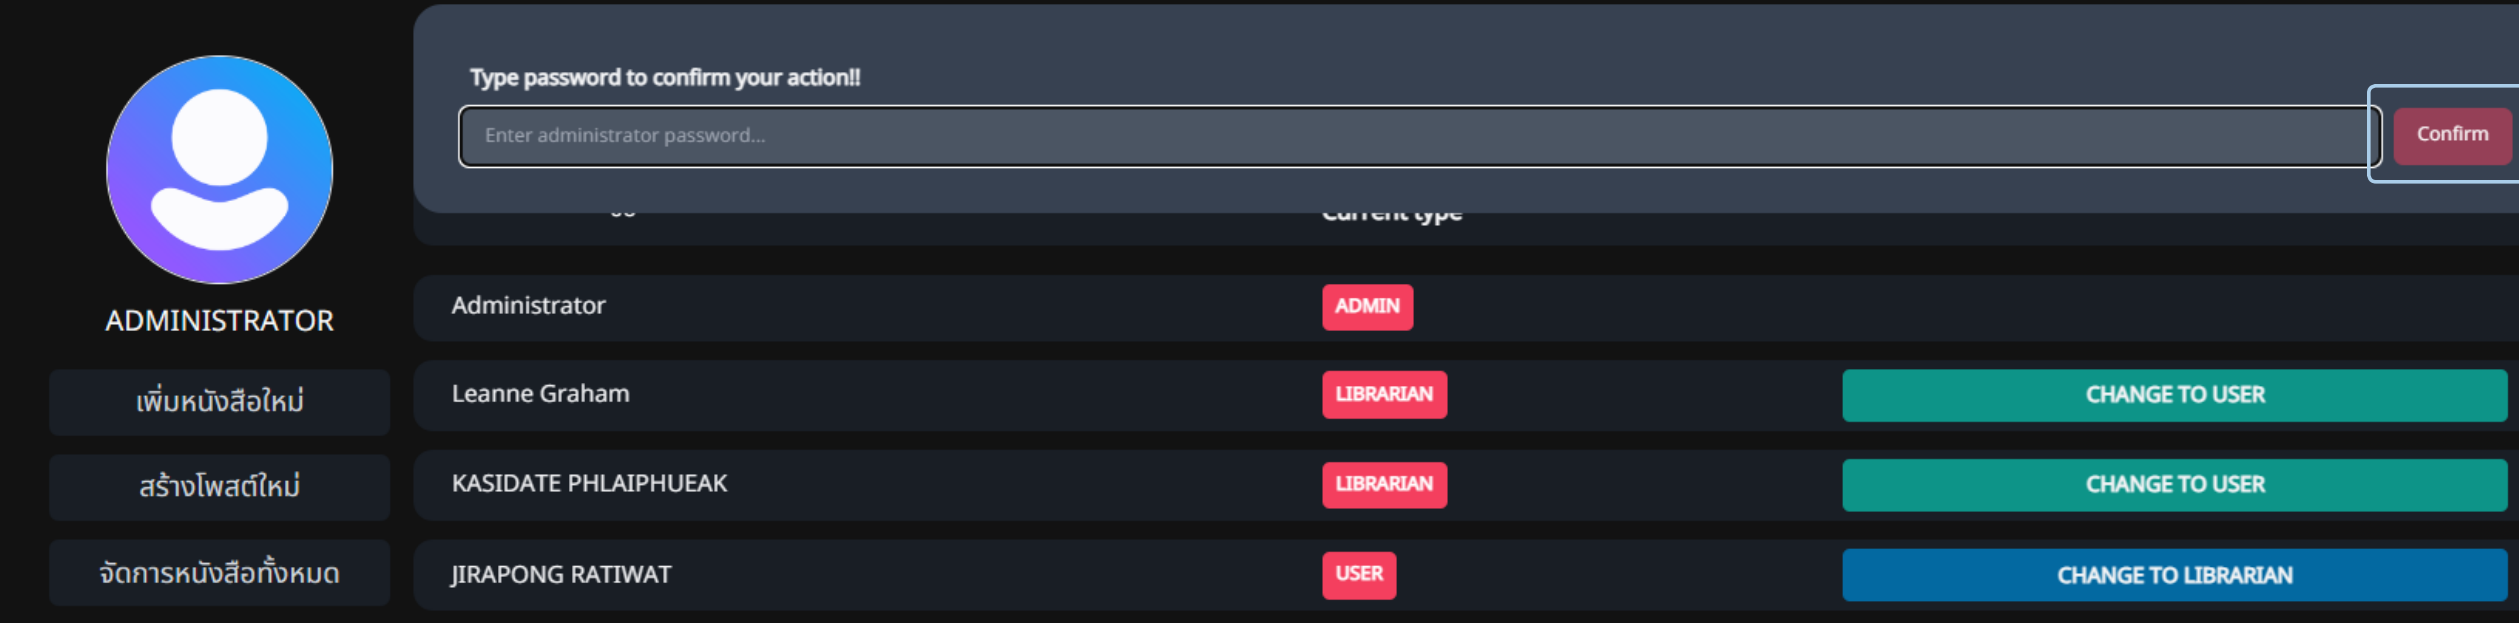 ADMINISTRATOR
เพิ่มหนังสือใหม่
สร้างโพสต์ใหม่
จัดการหนังสือทั้งหมด
Type password to confirm your action!!
Enter administrator password...
Confirm
Current type
Administrator
ADMIN
Leanne Graham
LIBRARIAN
CHANGE TO USER
KASIDATE PHLAIPHUEAK
LIBRARIAN
CHANGE TO USER
JIRAPONG RATIWAT
USER
CHANGE TO LIBRARIAN